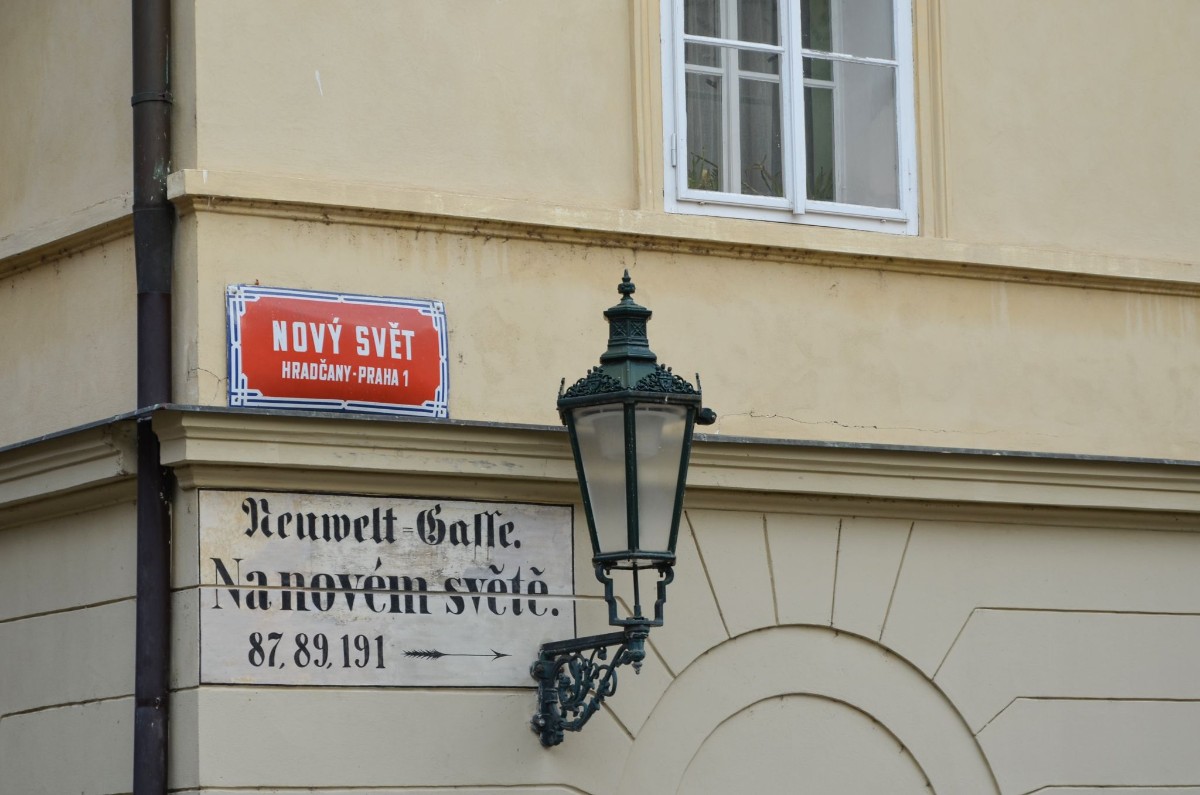 NOVÝ SVĚT
HRADČANY-PRAHA 1
Neuwelt=Gasse.
Na novém světě.
87, 89, 191